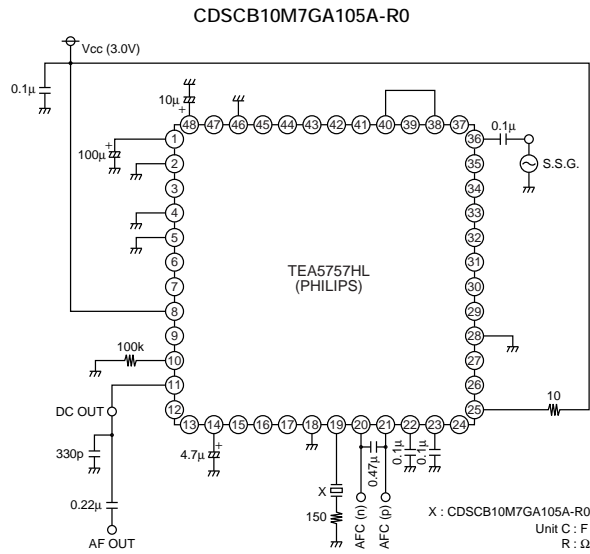 CDSCB10M7GA105A-R0
Vcc (3.0V)
0.1µ
10µ
+
48 47 46 45 44 43 42 41 40 39 38 37
100µ
+
0.1µ
S.S.G.
1
2
3
4
5
6
7
8
9
10
11
12
36
35
34
33
32
31
30
29
28
27
26
25
TEA5757HL
(PHILIPS)
100k
10
DC OUT
13 14 15 16 17 18 19 20 21 22 23 24
330p
4.7µ
+
0.47µ
0.1µ
0.1µ
0.22µ
X
150
AFC (n)
AFC (p)
AF OUT
X : CDSCB10M7GA105A-R0
Unit C : F
R : Ω